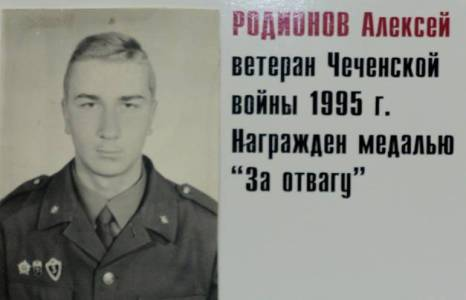 РОДИОНОВ Алексей
ветеран Чеченской
войны 1995 г.
Награжден медалью
"За отвагу"